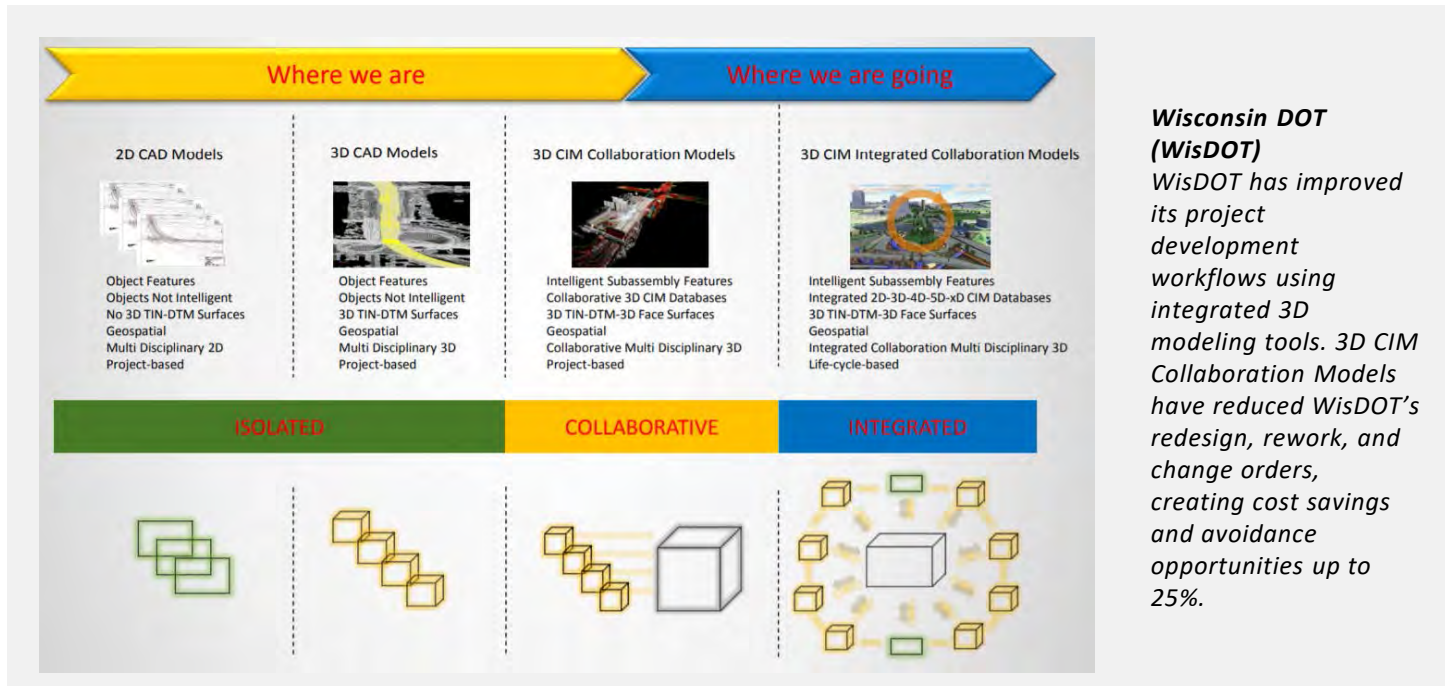 Where we are
Where we are going
2D CAD Models
Object Features
Objects Not Intelligent
No 3D TIN-DTM Surfaces
Geospatial
Multi Disciplinary 2D
Project-based
3D CAD Models
Object Features
Objects Not Intelligent
3D TIN-DTM Surfaces
Geospatial
Multi Disciplinary 3D
Project-based
3D CIM Collaboration Models
Intelligent Subassembly Features
Collaborative 3D CIM Databases
3D TIN-DTM-3D Face Surfaces
Geospatial
Collaborative Multi Disciplinary 3D
Project-based
3D CIM Integrated Collaboration Models
Intelligent Subassembly Features
Integrated 2D-3D-4D-5D-xD CIM Databases
3D TIN-DTM-3D Face Surfaces
Geospatial
Integrated Collaboration Multi Disciplinary 3D
Life-cycle-based
ISOLATED
COLLABORATIVE
INTEGRATED
Wisconsin DOT
(WisDOT)
WisDOT has improved
its project
development
workflows using
integrated 3D
modeling tools. 3D CIM
Collaboration Models
have reduced WisDOT's
redesign, rework, and
change orders,
creating cost savings
and avoidance
opportunities up to
25%.